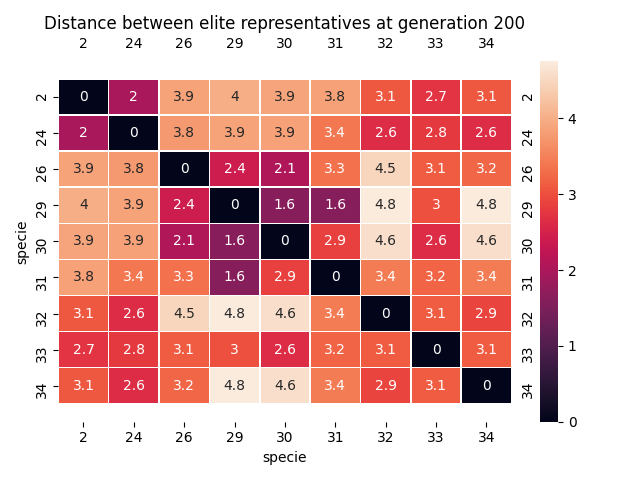 Distance between elite representatives at generation 200
2 24 26 29 30 31 32 33 34
2 0 2 3.9 4 3.9 3.8 3.1 2.7 3.1 2
24 2 0 3.8 3.9 3.9 3.4 2.6 2.8 2.6 24
26 3.9 3.8 0 2.4 2.1 3.3 4.5 3.1 3.2 26
29 4 3.9 2.4 0 1.6 1.6 4.8 3 4.8 29
30 3.9 3.9 2.1 1.6 0 2.9 4.6 2.6 4.6 30
31 3.8 3.4 3.3 1.6 2.9 0 3.4 3.2 3.4 31
32 3.1 2.6 4.5 4.8 4.6 3.4 0 3.1 2.9 32
33 2.7 2.8 3.1 3 2.6 3.2 3.1 0 3.1 33
34 3.1 2.6 3.2 4.8 4.6 3.4 2.9 3.1 0 34
2 24 26 29 30 31 32 33 34
specie
specie
4
3
2
1
0